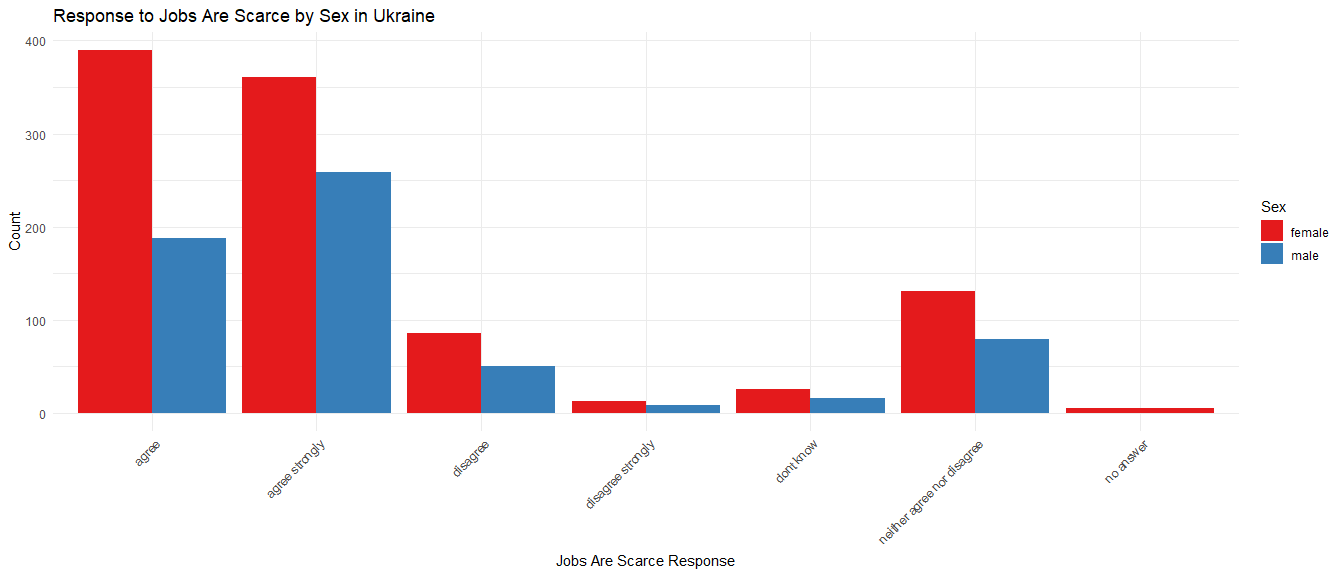 Response to Jobs Are Scarce by Sex in Ukraine
400
300
200
100
0
Count
agree
agree strongly
disagree
disagree strongly
dont know
neither agree nor disagree
no answer
Jobs Are Scarce Response
Sex
female
male